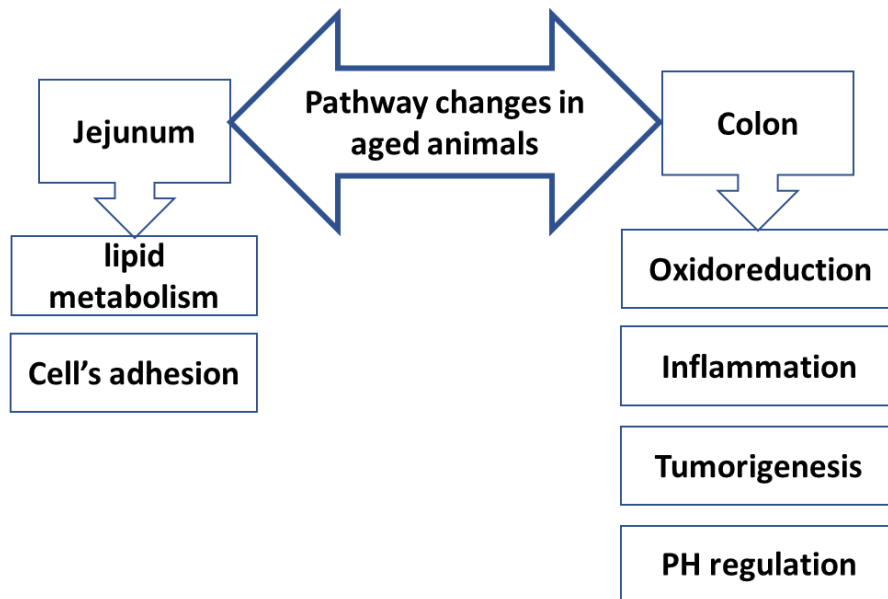 Pathway changes in
aged animals
Jejunum
lipid
metabolism
Cell’s adhesion
Colon
Oxidoreduction
Inflammation
Tumorigenesis
PH regulation